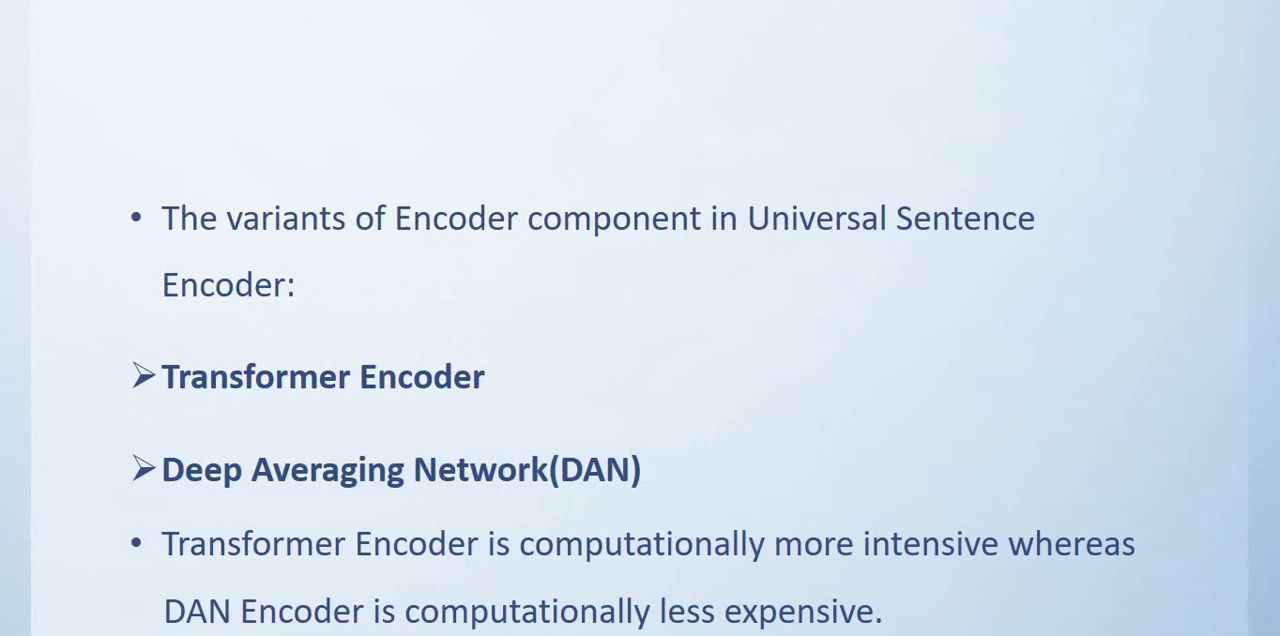 • The variants of Encoder component in Universal Sentence
Encoder:
➢Transformer Encoder
➢Deep Averaging Network(DAN)
• Transformer Encoder is computationally more intensive whereas
DAN Encoder is computationally less expensive.